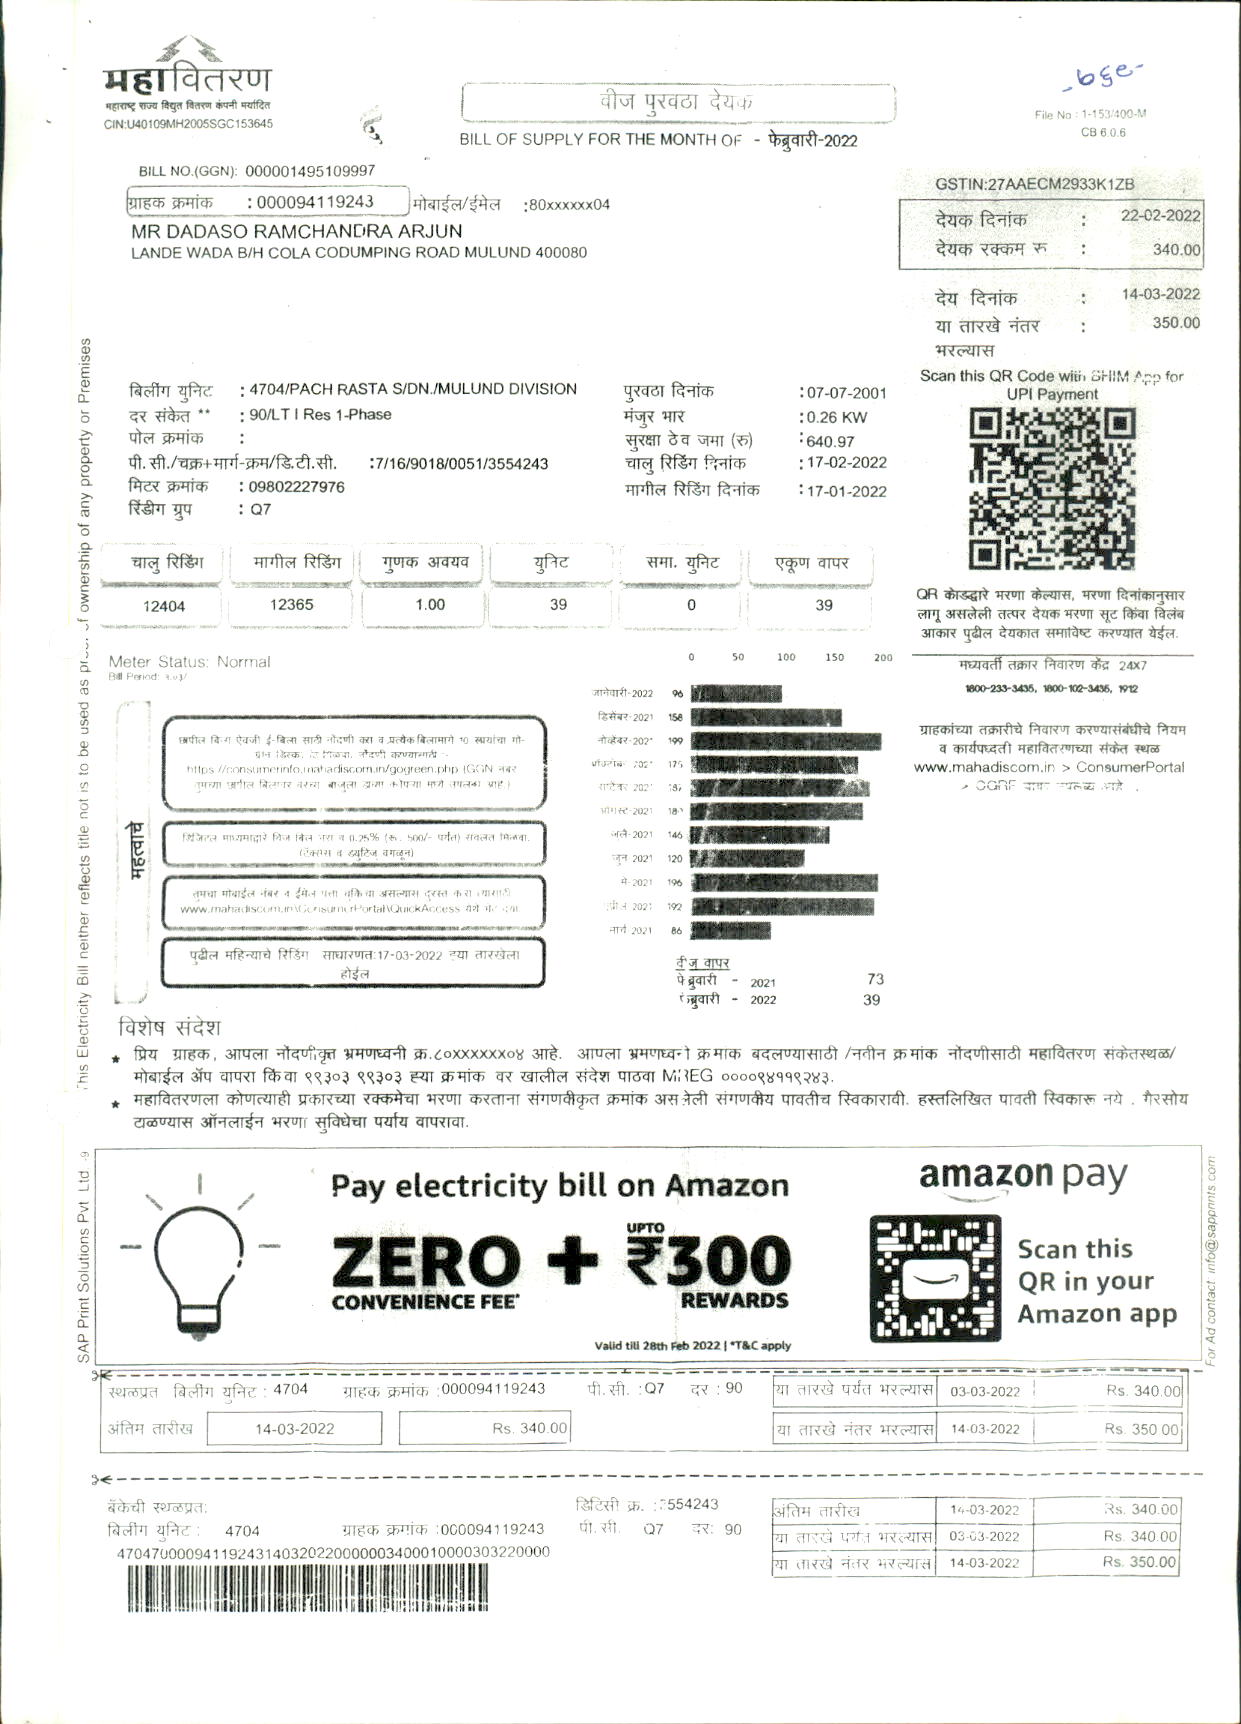 महावितरण
महाराष्ट्र राज्य विद्युत वितरण कंपनी मर्यादित
CIN:U40109MH2005SGC153645
वीज पुरवठा देयक
BILL OF SUPPLY FOR THE MONTH OF - फेब्रुवारी-2022
File No : 1-153/400-M
CB 6.0.6
BILL NO.(GGN): 000001495109997
ग्राहक क्रमांक : 000094119243 मोबाईल/ईमेल :80xxxxxx04
MR DADASO RAMCHANDRA ARJUN
LANDE WADA B/H COLA CODUMPING ROAD MULUND 400080
GSTIN:27AAECM2933K1ZB
देयक दिनांक : 22-02-2022
देयक रक्कम रु : 340.00
देय दिनांक : 14-03-2022
या तारखे नंतर : 350.00
भरल्यास
Scan this QR Code with BHIM App for
UPI Payment
बिलींग युनिट : 4704/PACH RASTA S/DN./MULUND DIVISION
दर संकेत ** : 90/LT I Res 1-Phase
पोल क्रमांक :
पी.सी./चक्र+मार्ग-क्रम/डि.टी.सी. :7/16/9018/0051/3554243
मिटर क्रमांक : 09802227976
रिडींग ग्रुप : Q7
पुरवठा दिनांक : 07-07-2001
मंजुर भार : 0.26 KW
सुरक्षा ठेव जमा (रु) : 640.97
चालु रिडिंग दिनांक : 17-02-2022
मागील रिडिंग दिनांक : 17-01-2022
चालु रिडिंग मागील रिडिंग गुणक अवयव युनिट समा. युनिट एकूण वापर
12404 12365 1.00 39 0 39
QR कोडद्वारे भरणा केल्यास, भरणा दिनांकानुसार
लागू असलेली तत्पर देयक भरणा सूट किंवा विलंब
आकार पुढील देयकात समाविष्ट करण्यात येईल.
मध्यवर्ती तक्रार निवारण केंद्र 24X7
1800-233-3435, 1800-102-3435, 1912
ग्राहकांच्या तक्रारीचे निवारण करण्यासंबंधीचे नियम
व कार्यपध्दती महावितरणच्या संकेत स्थळ
www.mahadiscom.in > ConsumerPortal
> CGRF
Meter Status: Normal
Bill Period:
0 50 100 150 200
जानेवारी-2022 96
डिसेंबर-2021 158
नोव्हेंबर-2021 199
ऑक्टोबर 2021 175
2021 187
ऑगस्ट-2021
जुलै-2021 146
जून 2021 120
मे-2021 196
एप्रिल 2021 192
मार्च 2021 86
वीज वापर
फेब्रुवारी - 2021 73
फेब्रुवारी - 2022 39
महत्वाचे
छापील बिला ऐवजी ई-बिला साठी नोंदणी करा व प्रत्येक बिलामागे 10 रुपयांचा गो-
https://consumerinfo.mahadiscom.in/gogreen.php (GGN नंबर
डिजिटल माध्यमाद्वारे विज बिल भरा व 0.25% (रू. 500/- पर्यंत) सवलत मिळवा.
(टॅक्सेस व ड्युटिज वगळून)
तुमचा मोबाईल नंबर व ईमेल पत्ता चुकिचा असल्यास दुरुस्त करा त्यासाठी
www.mahadiscom.in\ConsumerPortal\QuickAccess येथे भेट द्या
पुढील महिन्याचे रिडिंग साधारणत:17-03-2022 ह्या तारखेला
होईल
विशेष संदेश
★ प्रिय ग्राहक, आपला नोंदणीकृत भ्रमणध्वनी क्र.८०XXXXXX०४ आहे. आपला भ्रमणध्वनी क्रमांक बदलण्यासाठी /नवीन क्रमांक नोंदणीसाठी महावितरण संकेतस्थळ/
मोबाईल ॲप वापरा किंवा ९९३०३ ९९३०३ ह्या क्रमांक वर खालील संदेश पाठवा MREG ००००९४११९२४३.
★ महावितरणला कोणत्याही प्रकारच्या रक्कमेचा भरणा करताना संगणकीकृत क्रमांक असलेली संगणकीय पावतीच स्विकारावी. हस्तलिखित पावती स्विकारू नये . गैरसोय
टाळण्यास ऑनलाईन भरणा सुविधेचा पर्याय वापरावा.
This Electricity Bill neither reflects title not is to be used as proof of ownership of any property or Premises
SAP Print Solutions Pvt Ltd -9
Pay electricity bill on Amazon
ZERO + UPTO ₹300
CONVENIENCE FEE* REWARDS
Valid till 28th Feb 2022 | *T&C apply
amazon pay
Scan this
QR in your
Amazon app
For Ad contact info@sapprints.com
स्थळप्रत बिलींग युनिट : 4704 ग्राहक क्रमांक :000094119243 पी.सी. : Q7 दर : 90 या तारखे पर्यंत भरल्यास 03-03-2022 Rs. 340.00
अंतिम तारीख 14-03-2022 Rs. 340.00 या तारखे नंतर भरल्यास 14-03-2022 Rs. 350.00
बँकेची स्थळप्रत: डिटिसी क्र. :3554243 अंतिम तारीख 14-03-2022 Rs. 340.00
बिलींग युनिट : 4704 ग्राहक क्रमांक :000094119243 पी.सी. Q7 दर: 90 या तारखे पर्यंत भरल्यास 03-03-2022 Rs. 340.00
या तारखे नंतर भरल्यास 14-03-2022 Rs. 350.00
4704700009411924314032022000000340001000030322​0000